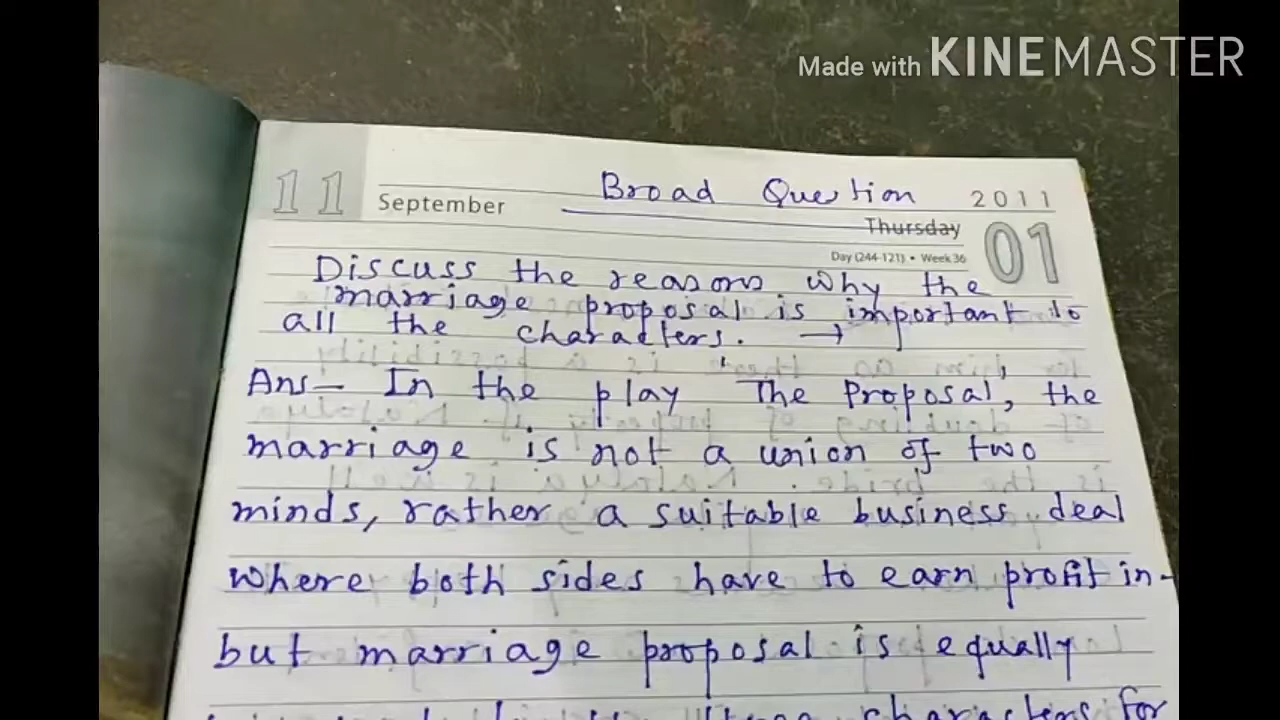 Made with KINEMASTER
11 September
Broad Question
2011
Thursday
01
Day (244-121) • Week 36
Discuss the reasons why the
marriage proposal is important to
all the characters. →
Ans- In the play The Proposal, the
marriage is not a union of two
minds, rather a suitable business deal
where both sides have to earn profit in-
but marriage proposal is equally
characters for